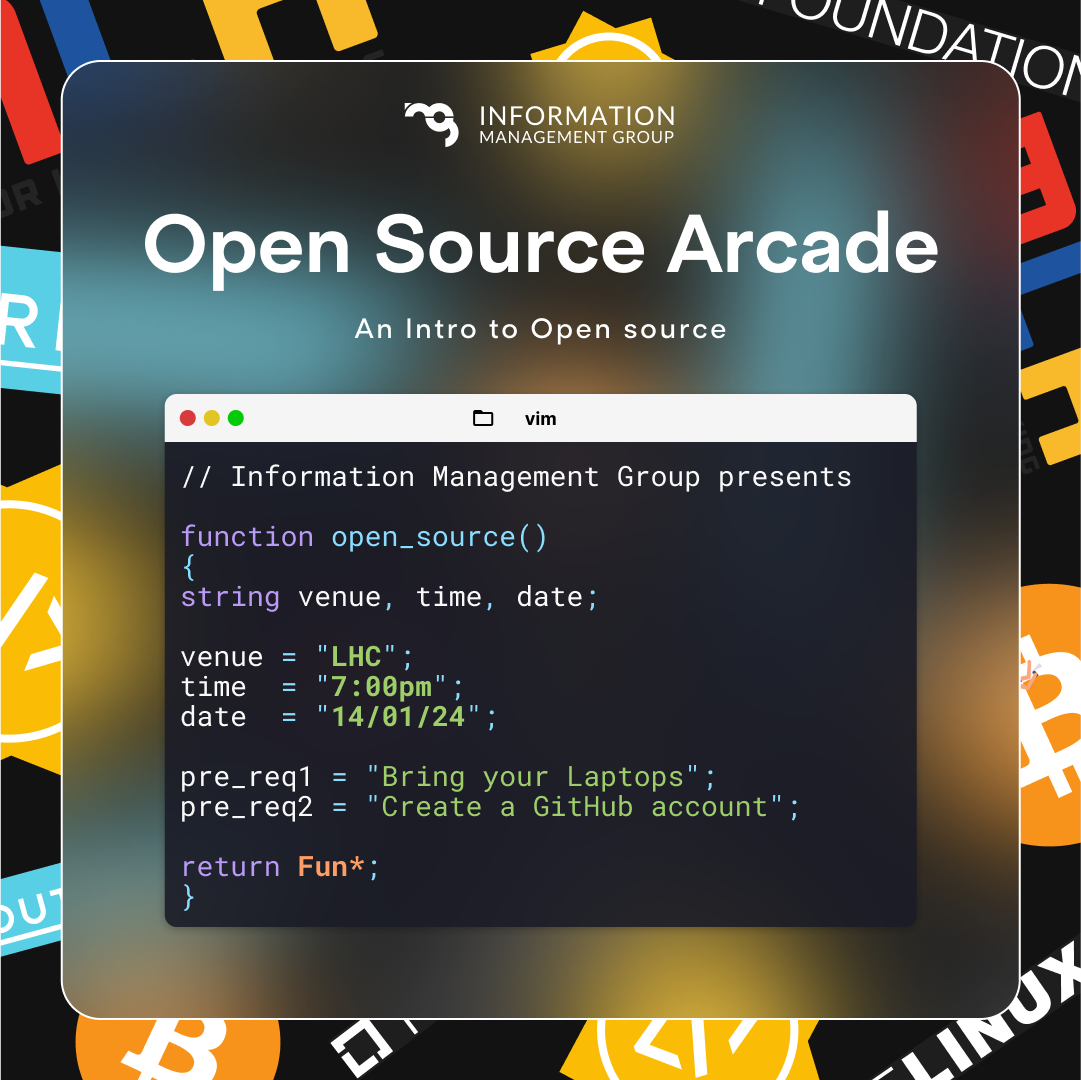 FOUNDATION
INFORMATION
MANAGEMENT GROUP
Open Source Arcade
An Intro to Open source
vim
// Information Management Group presents
function open_source()
{
string venue, time, date;
venue = "LHC";
time = "7:00pm";
date = "14/01/24";
pre_req1 = "Bring your Laptops";
pre_req2 = "Create a GitHub account";
return Fun*;
}
</>
LINUX